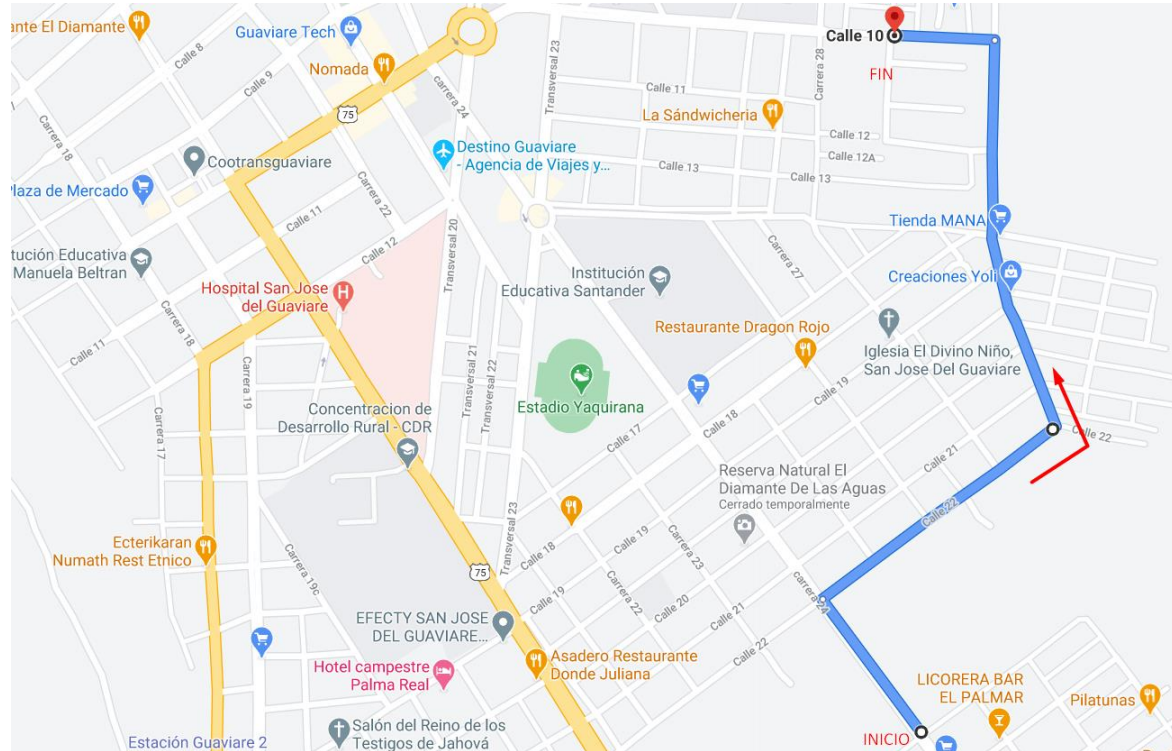 ante El Diamante
Calle 8
Guaviare Tech
Calle 9
Nomada
Carrera 24
Transversal 23
Calle 10
FIN
Carrera 28
Calle 11
75
La Sándwicheria
Calle 12
Calle 12A
Carrera 18
Cootransguaviare
Destino Guaviare
- Agencia de Viajes y...
Calle 13
Calle 13
Plaza de Mercado
Carrera 22
Calle 11
Calle 12
Transversal 20
Tienda MANA
tución Educativa
Manuela Beltran
Institución
Educativa Santander
Carrera 27
Creaciones Yoli
Hospital San Jose
del Guaviare
H
Restaurante Dragon Rojo
Iglesia El Divino Niño,
San Jose Del Guaviare
Carrera 18
Calle 11
Carrera 19
Transversal 21
Transversal 22
Estadio Yaquirana
Calle 19
Concentracion de
Desarrollo Rural - CDR
Calle 17
Calle 18
Calle 22
Carrera 17
Reserva Natural El
Diamante De Las Aguas
Cerrado temporalmente
Calle 21
Transversal 23
Calle 22
Ecterikaran
Numath Rest Etnico
Calle 18
Calle 19
Carrera 23
75
Carrera 19c
Calle 19
Carrera 22
Calle 20
Calle 21
carrera 24
EFECTY SAN JOSE
DEL GUAVIARE...
Calle 22
Hotel campestre
Palma Real
Asadero Restaurante
Donde Juliana
LICORERA BAR
EL PALMAR
Pilatunas
Salón del Reino de los
Testigos de Jahová
Estación Guaviare 2
INICIO